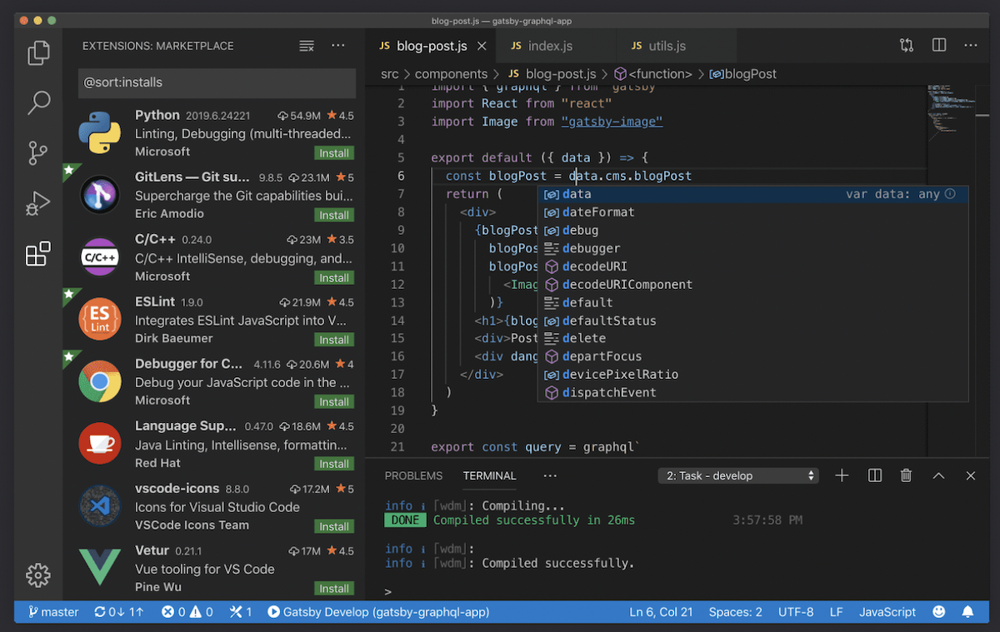 blog-post.js — gatsby-graphql-app
EXTENSIONS: MARKETPLACE
@sort:installs
Python 2019.6.24221 54.9M 4.5
Linting, Debugging (multi-threaded...
Microsoft Install
GitLens — Git su... 9.8.5 23.1M 5
Supercharge the Git capabilities bui...
Eric Amodio Install
C/C++
C/C++ 0.24.0 23M 3.5
C/C++ IntelliSense, debugging, and...
Microsoft Install
ES
Lint
ESLint 1.9.0 21.9M 4.5
Integrates ESLint JavaScript into V...
Dirk Baeumer Install
Debugger for C... 4.11.6 20.6M 4
Debug your JavaScript code in the ...
Microsoft Install
Language Sup... 0.47.0 18.6M 4.5
Java Linting, Intellisense, formattin...
Red Hat Install
vscode-icons 8.8.0 17.2M 5
Icons for Visual Studio Code
VSCode Icons Team Install
Vetur 0.21.1 17M 4.5
Vue tooling for VS Code
Pine Wu Install
JS blog-post.js JS index.js JS utils.js
src > components > JS blog-post.js > <function> > blogPost
1 import { graphql } from "gatsby"
2 import React from "react"
3 import Image from "gatsby-image"
4
5 export default ({ data }) => {
6 const blogPost = data.cms.blogPost
7 return (
8 <div>
9 {blogPost
10 blogPos
11 blogPos
12 <Imag
13 )}
14 <h1>{blog
15 <div>Post
16 <div dang
17 </div>
18 )
19 }
20
21 export const query = graphql`
data var data: any
dateFormat
debug
debugger
decodeURI
decodeURIComponent
default
defaultStatus
delete
departFocus
devicePixelRatio
dispatchEvent
PROBLEMS TERMINAL ... 2: Task - develop
info i ｢wdm｣: Compiling...
DONE Compiled successfully in 26ms 3:57:58 PM
info i ｢wdm｣:
info i ｢wdm｣: Compiled successfully.
>
master 0↓ 1↑ 0 0 1 Gatsby Develop (gatsby-graphql-app) Ln 6, Col 21 Spaces: 2 UTF-8 LF JavaScript